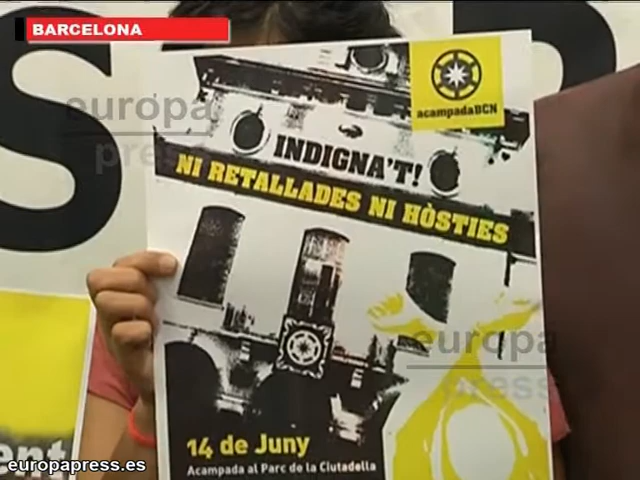 BARCELONA
europa
press
acampadaBCN
INDIGNA'T!
NI RETALLADES NI HÒSTIES
europa
press
14 de Juny
Acampada al Parc de la Ciutadella
ent
europapress.es